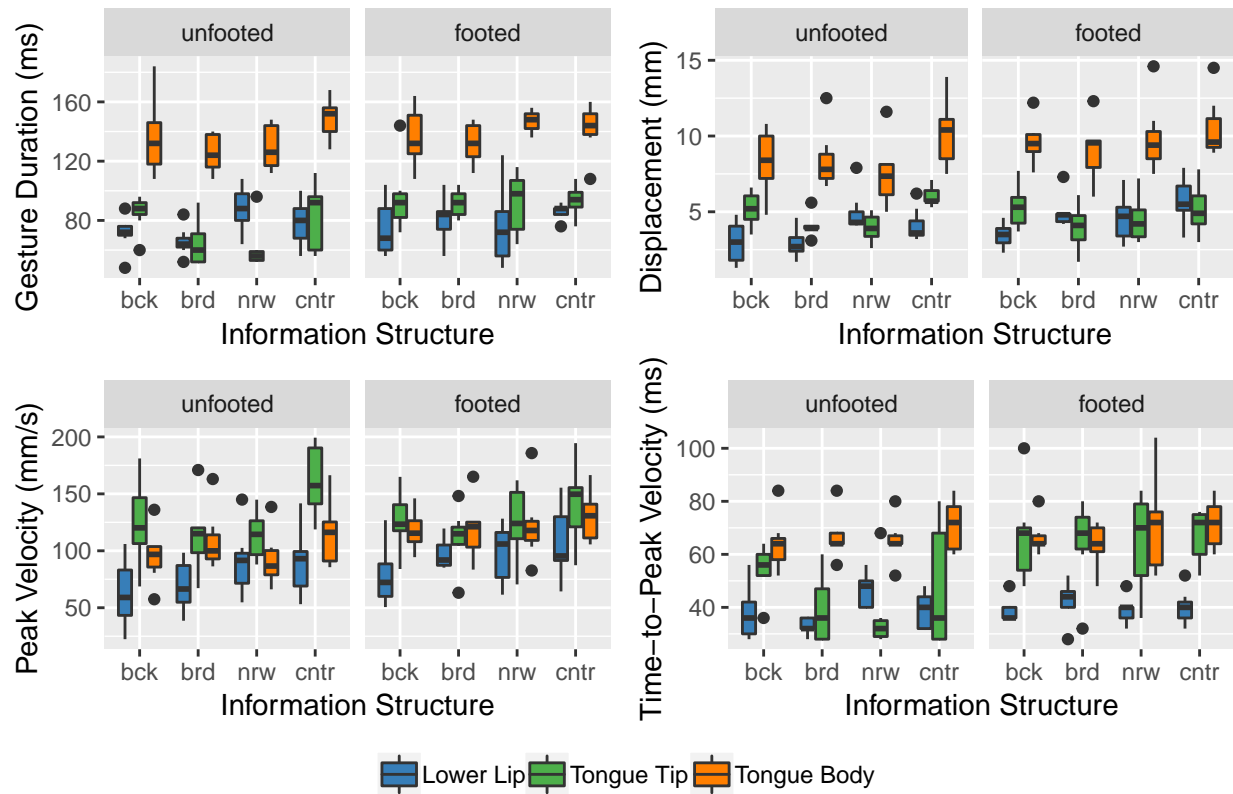 unfooted footed
Gesture Duration (ms)
160
120
80
bck brd nrw cntr bck brd nrw cntr
Information Structure
unfooted footed
Displacement (mm)
15
10
5
bck brd nrw cntr bck brd nrw cntr
Information Structure
unfooted footed
Peak Velocity (mm/s)
200
150
100
50
bck brd nrw cntr bck brd nrw cntr
Information Structure
unfooted footed
Time−to−Peak Velocity (ms)
100
80
60
40
bck brd nrw cntr bck brd nrw cntr
Information Structure
Lower Lip Tongue Tip Tongue Body